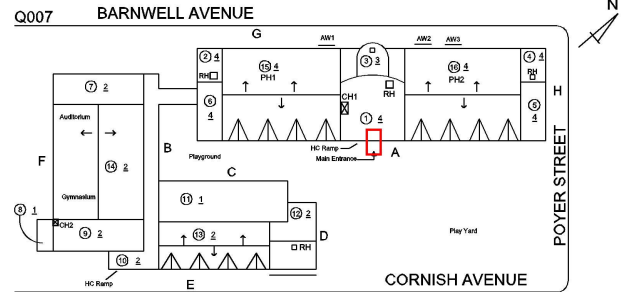 Q007 BARNWELL AVENUE N
G AW1 AW2 AW3
2 4 3 3 4 4
15 4 16 4
RH PH1 PH2 RH
7 2 RH H
CH1
6 5
4 1 4 4
Auditorium
HC Ramp A
Main Entrance
F B Playground
14 2
C
Gymnasium
11 1
8 1 12 2
CH2
9 2 13 2 D Play Yard
RH
10 2
HC Ramp E
CORNISH AVENUE
POYER STREET